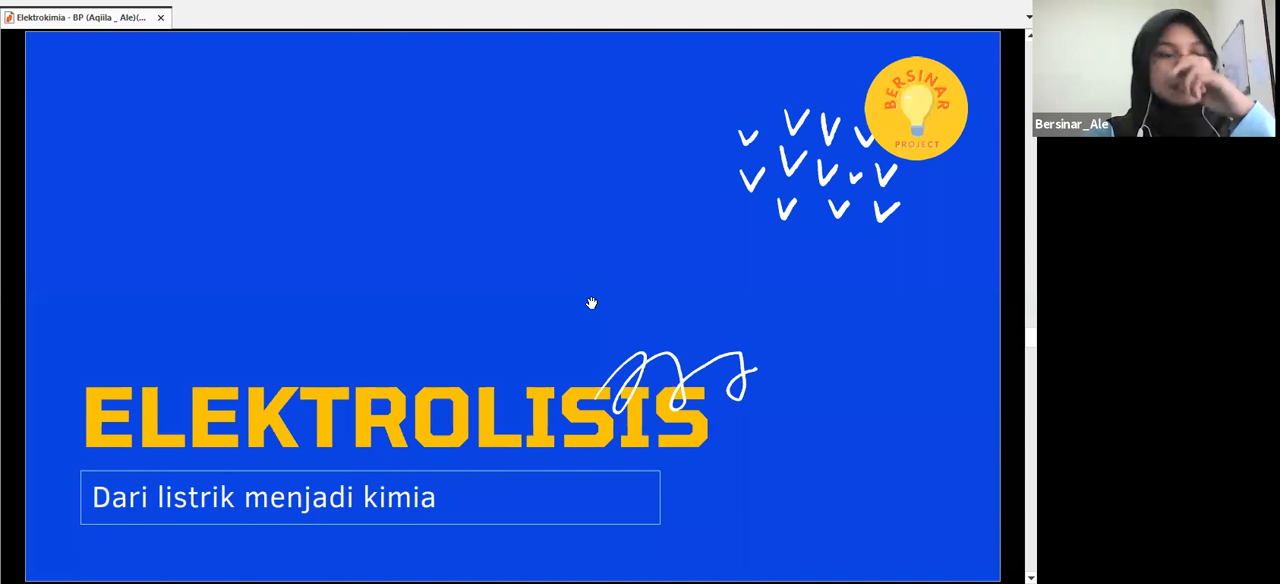 Elektrokimia - BP (Aqiila _ Ale)(...
BERSINAR
PROJECT
Bersinar_Ale
ELEKTROLISIS
Dari listrik menjadi kimia